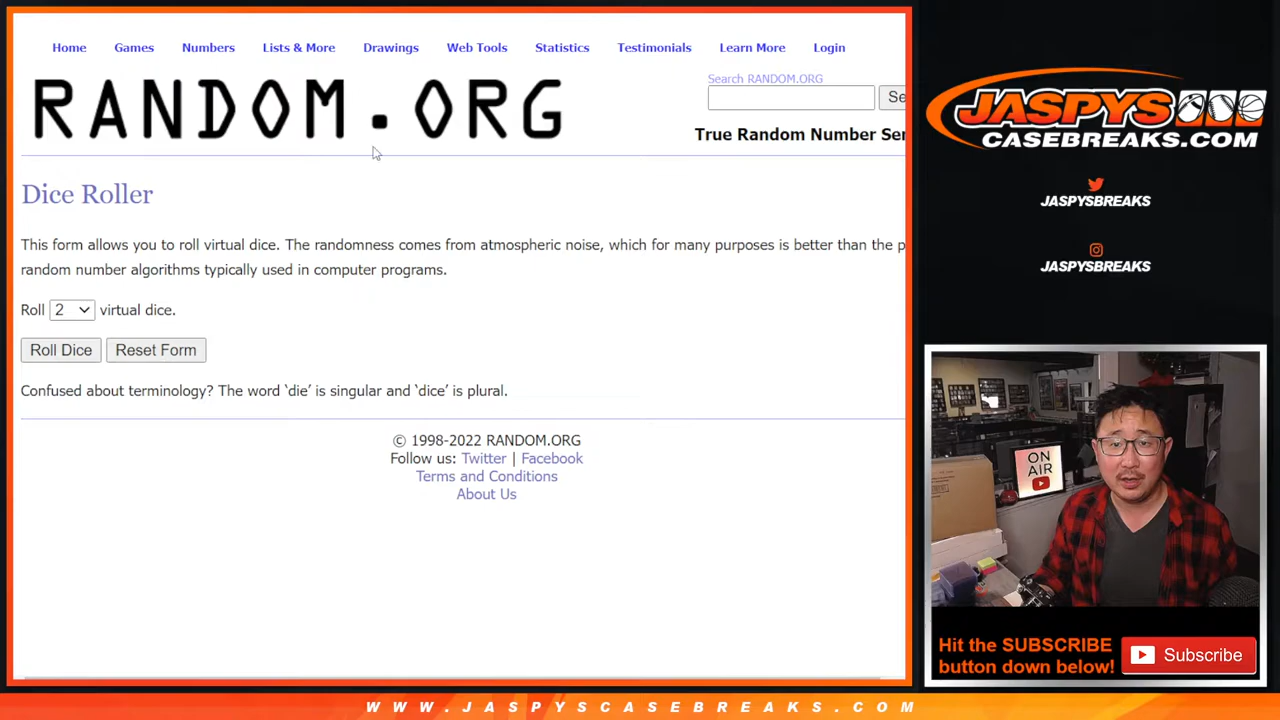 Home Games Numbers Lists & More Drawings Web Tools Statistics Testimonials Learn More Login
RANDOM.ORG
Search RANDOM.ORG
Se
True Random Number Ser
Dice Roller
This form allows you to roll virtual dice. The randomness comes from atmospheric noise, which for many purposes is better than the p
random number algorithms typically used in computer programs.
Roll 2 virtual dice.
Roll Dice Reset Form
Confused about terminology? The word ‘die’ is singular and ‘dice’ is plural.
© 1998-2022 RANDOM.ORG
Follow us: Twitter | Facebook
Terms and Conditions
About Us
JASPYS
CASEBREAKS.COM
JASPYSBREAKS
JASPYSBREAKS
ON
AIR
Hit the SUBSCRIBE
button down below!
Subscribe
WWW.JASPYSCASEBREAKS.COM